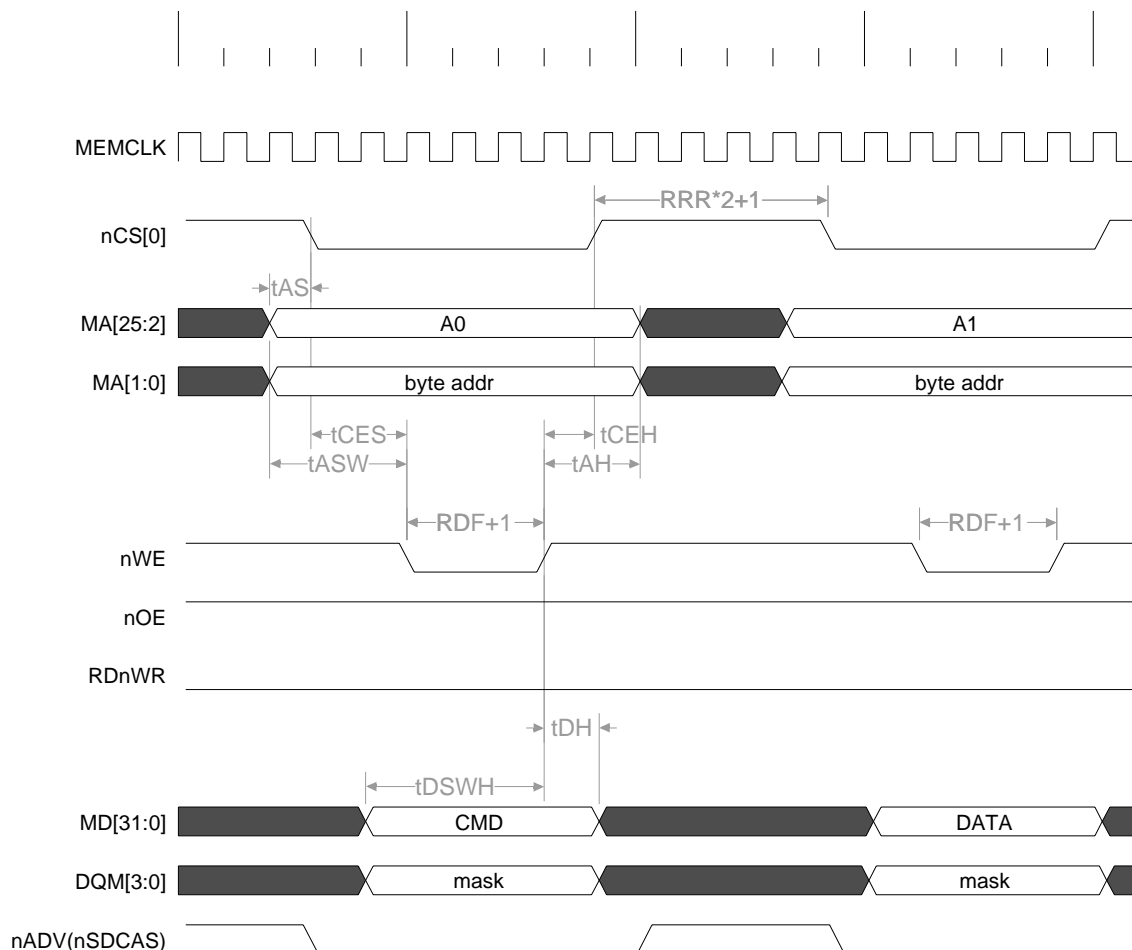 MEMCLK
RRR*2+1
nCS[0]
tAS
MA[25:2] A0 A1
MA[1:0] byte addr byte addr
tCES tCEH
tASW tAH
RDF+1 RDF+1
nWE
nOE
RDnWR
tDH
tDSWH
MD[31:0] CMD DATA
DQM[3:0] mask mask
nADV(nSDCAS)